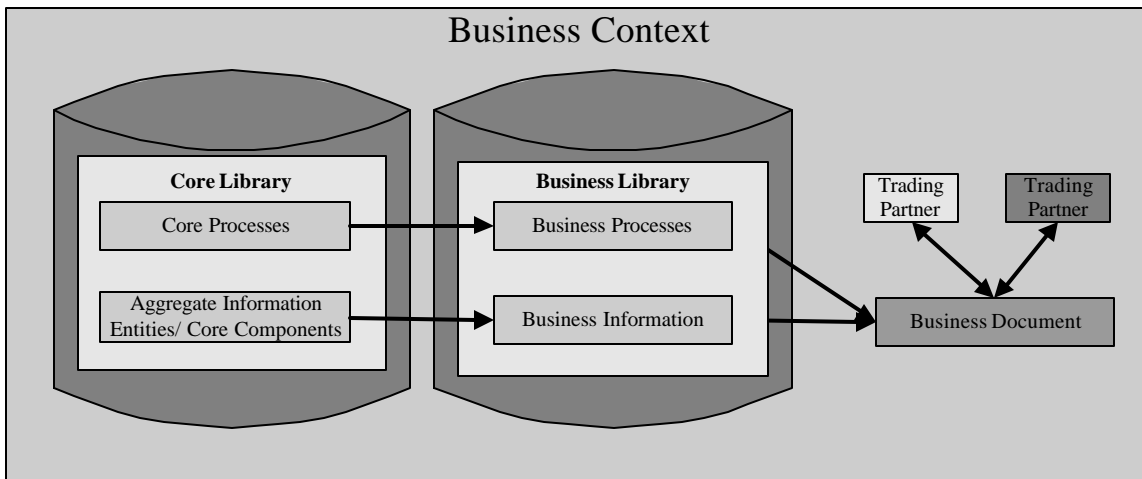 Business Context
Core Library
Core Processes
Aggregate Information
Entities/ Core Components
Business Library
Business Processes
Business Information
Trading
Partner
Trading
Partner
Business Document